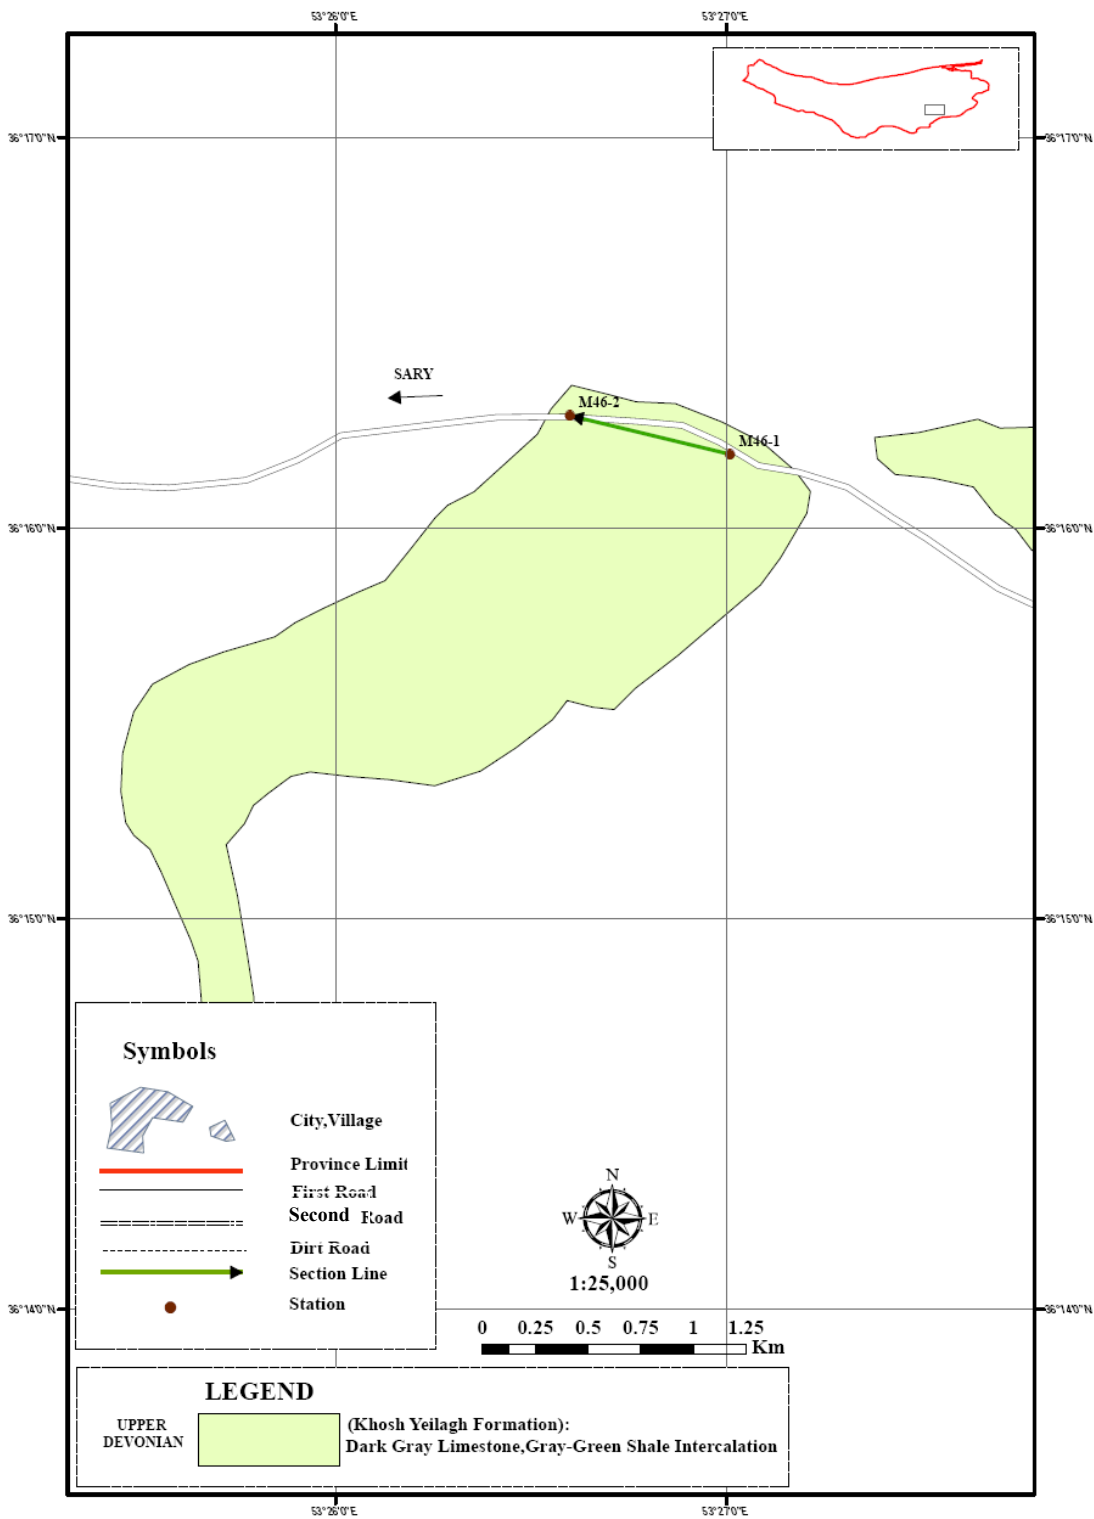 53°26'0"E 53°27'0"E
36°17'0"N 36°17'0"N
SARY
M46-2
M46-1
36°16'0"N 36°16'0"N
36°15'0"N 36°15'0"N
Symbols
City,Village
Province Limit
First Road
Second Road
Dirt Road
Section Line
Station
N
W E
S
1:25,000
36°14'0"N 36°14'0"N
0 0.25 0.5 0.75 1 1.25
Km
LEGEND
UPPER
DEVONIAN
(Khosh Yeilagh Formation):
Dark Gray Limestone,Gray-Green Shale Intercalation
53°26'0"E 53°27'0"E